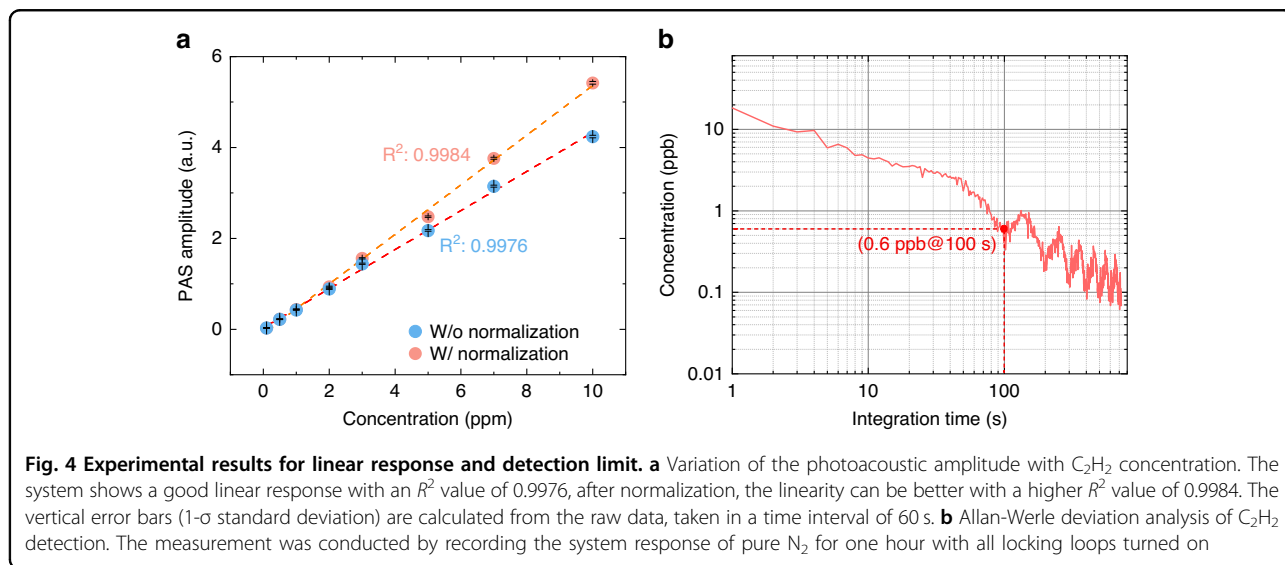 a
b
6
4
2
0
PAS amplitude (a.u.)
R²: 0.9984
R²: 0.9976
W/o normalization
W/ normalization
0 2 4 6 8 10
Concentration (ppm)
10
1
0.1
0.01
Concentration (ppb)
(0.6 ppb@100 s)
1 10 100
Integration time (s)
Fig. 4 Experimental results for linear response and detection limit. a Variation of the photoacoustic amplitude with C₂H₂ concentration. The
system shows a good linear response with an R² value of 0.9976, after normalization, the linearity can be better with a higher R² value of 0.9984. The
vertical error bars (1-σ standard deviation) are calculated from the raw data, taken in a time interval of 60 s. b Allan-Werle deviation analysis of C₂H₂
detection. The measurement was conducted by recording the system response of pure N₂ for one hour with all locking loops turned on